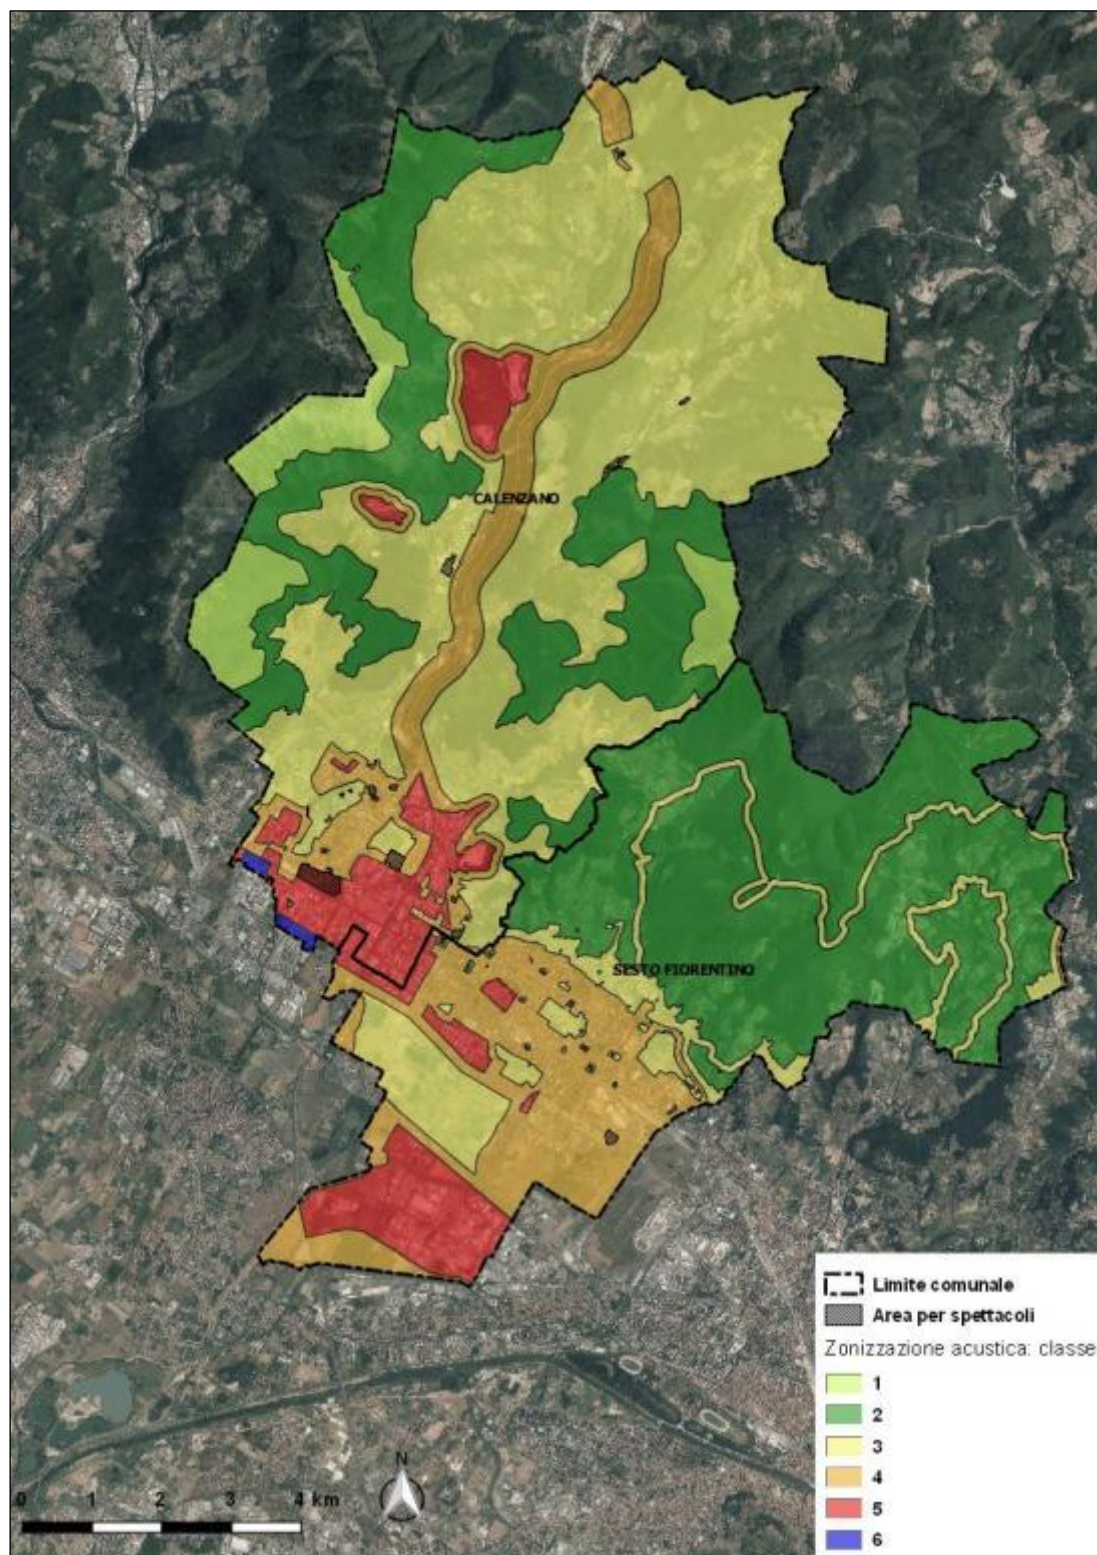 CALENZANO
SESTO FIORENTINO
Limite comunale
Area per spettacoli
Zonizzazione acustica: classe
1
2
3
4
5
6
N
0 1 2 3 4 km